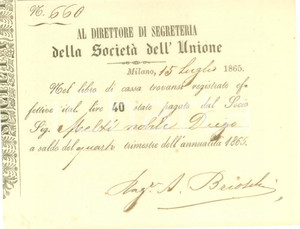 N. 660
AL DIRETTORE DI SEGRETERIA
della Società dell' Unione
Milano, 15 Luglio 1865.
Nel libro di cassa trovansi registrate ef-
fettive ital. lire 40 state pagate dal Socio
Sig. Melzi nobile Diego
a saldo del quarto trimestre dell'annualità 1865.
Ing. A. Brioschi